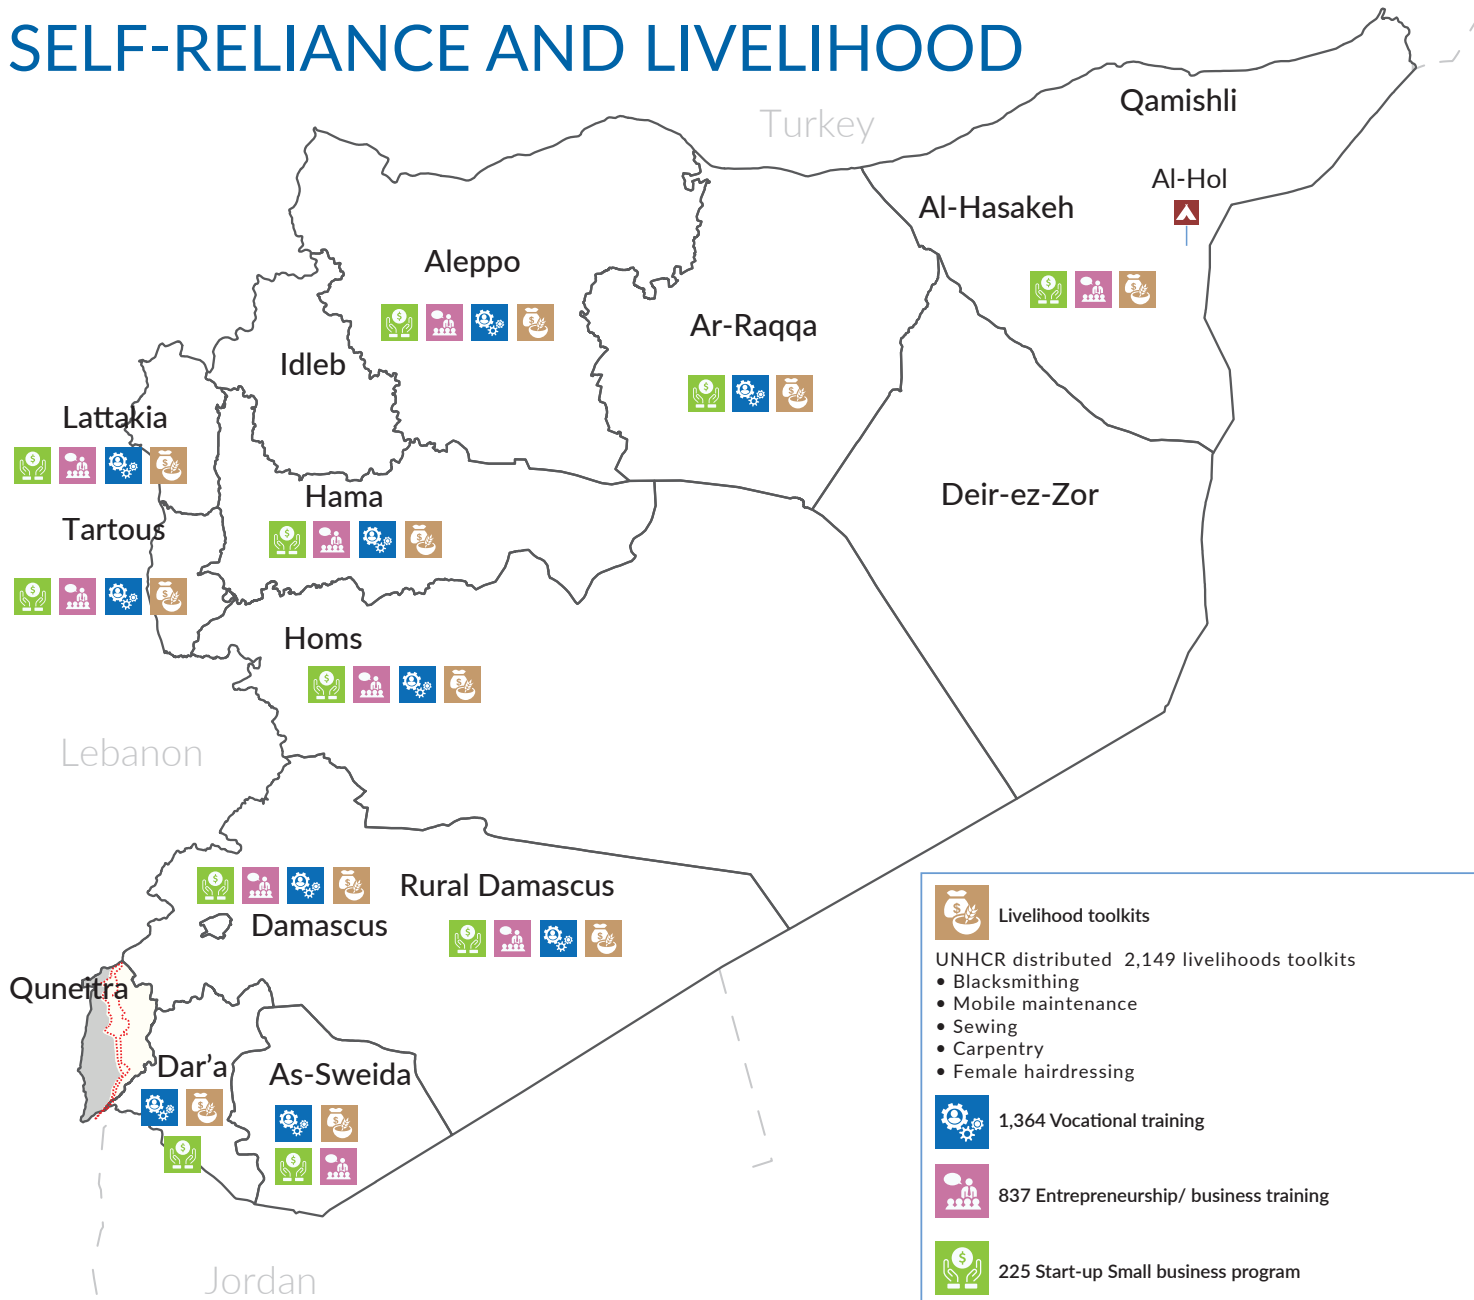 SELF-RELIANCE AND LIVELIHOOD
Turkey
Qamishli
Al-Hol
Al-Hasakeh
Aleppo
Ar-Raqqa
Idleb
Lattakia
Hama
Deir-ez-Zor
Tartous
Homs
Lebanon
Rural Damascus
Damascus
Quneitra
Dar’a
As-Sweida
Jordan
Livelihood toolkits
UNHCR distributed 2,149 livelihoods toolkits
• Blacksmithing
• Mobile maintenance
• Sewing
• Carpentry
• Female hairdressing
1,364 Vocational training
837 Entrepreneurship/ business training
225 Start-up Small business program